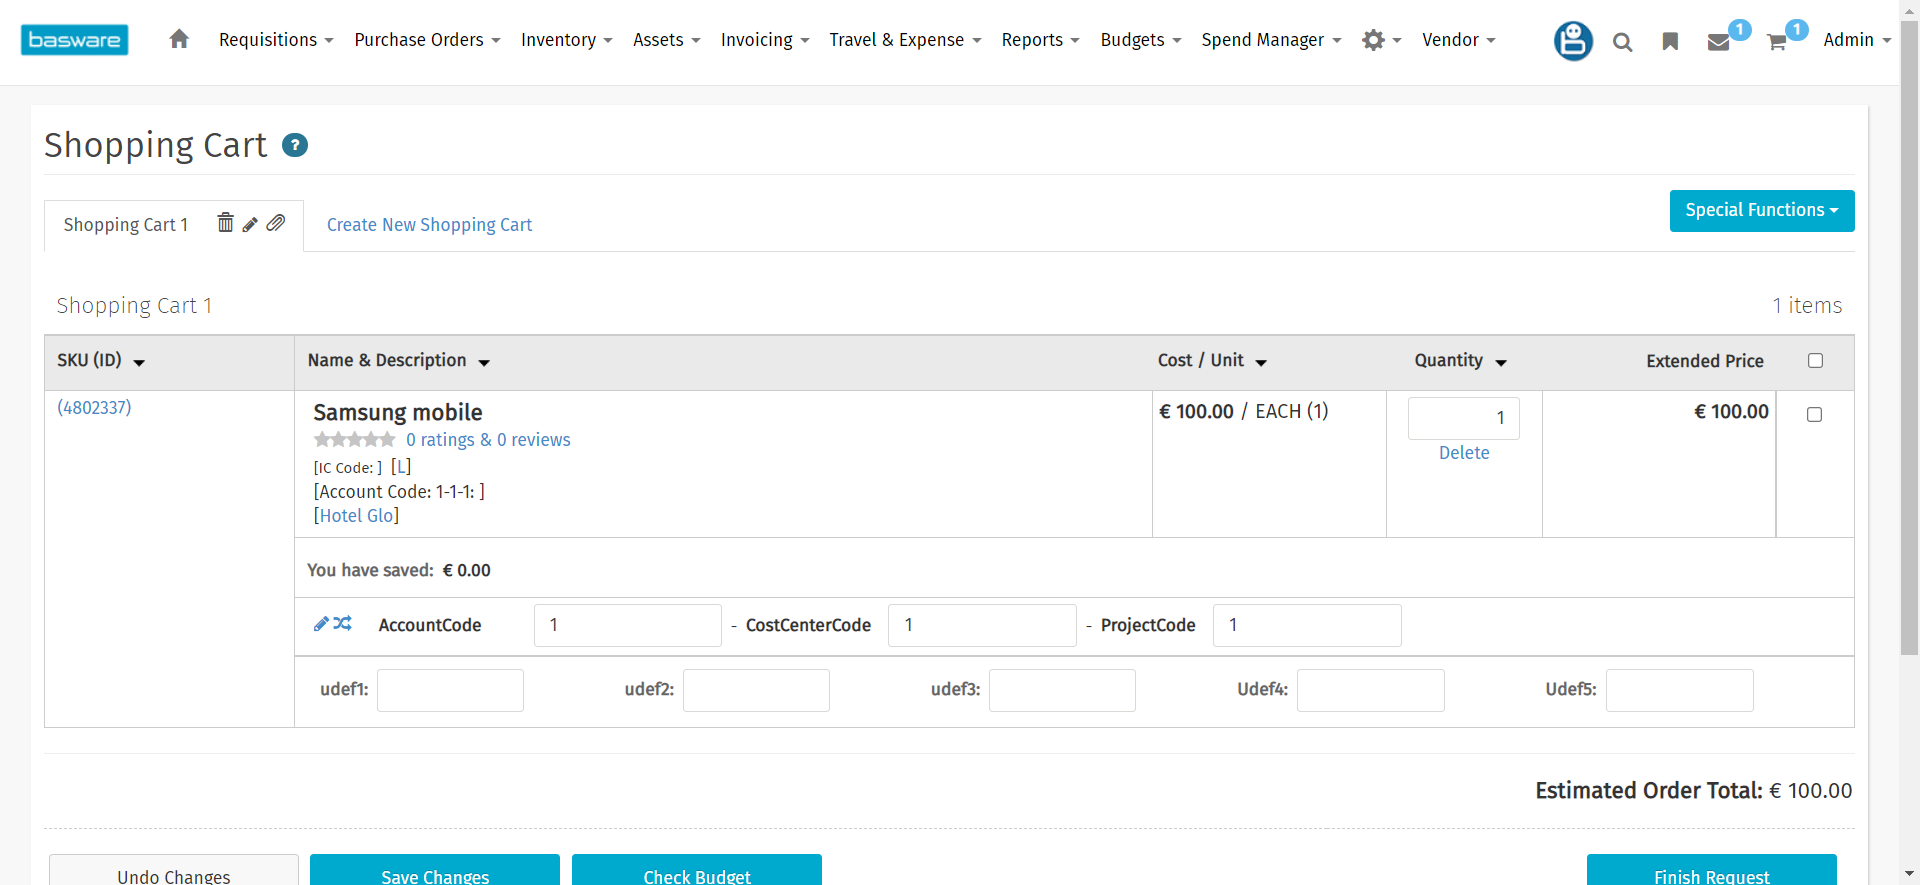 basware
Requisitions Purchase Orders Inventory Assets Invoicing Travel & Expense Reports Budgets Spend Manager Vendor 1 1 Admin
Shopping Cart ?
Shopping Cart 1 Create New Shopping Cart Special Functions
Shopping Cart 1 1 items
SKU (ID) Name & Description Cost / Unit Quantity Extended Price
(4802337) Samsung mobile € 100.00 / EACH (1) 1 € 100.00
0 ratings & 0 reviews Delete
[IC Code: ] [L]
[Account Code: 1-1-1: ]
[Hotel Glo]
You have saved: € 0.00
AccountCode 1 - CostCenterCode 1 - ProjectCode 1
udef1: udef2: udef3: Udef4: Udef5:
Estimated Order Total: € 100.00
Undo Changes Save Changes Check Budget Finish Request